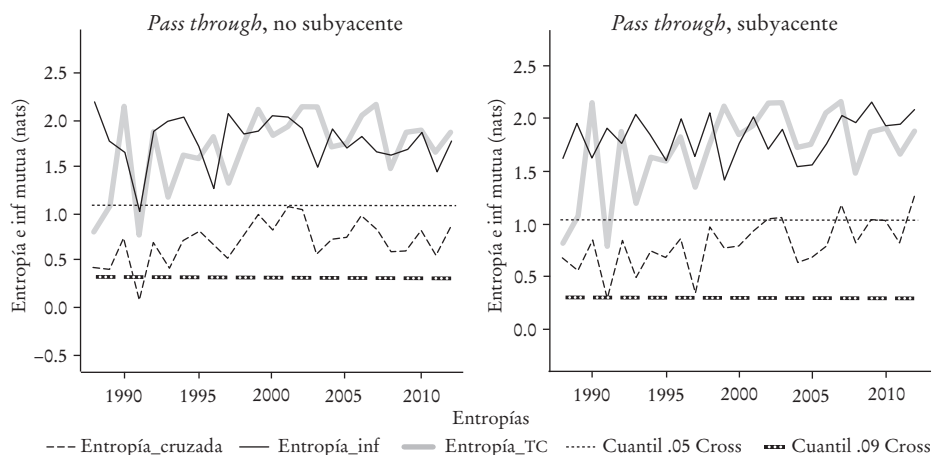 Pass through, no subyacente
Entropía e inf mutua (nats)
2.5
2.0
1.5
1.0
0.5
0.0
−0.5
1990 1995 2000 2005 2010
Pass through, subyacente
Entropía e inf mutua (nats)
2.5
2.0
1.5
1.0
0.5
0.0
1990 1995 2000 2005 2010
Entropías
Entropía_cruzada Entropía_inf Entropía_TC Cuantil .05 Cross Cuantil .09 Cross